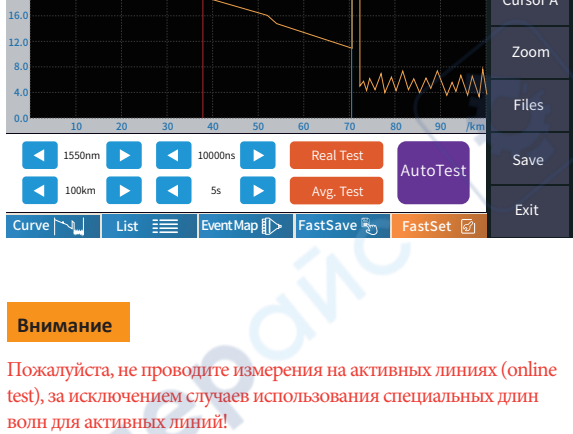 Cursor A
16.0
12.0
Zoom
8.0
4.0
Files
0.0
10 20 30 40 50 60 70 80 90 /km
1550nm 10000ns Real Test AutoTest Save
100km 5s Avg. Test
Exit
Curve List EventMap FastSave FastSet
Внимание
Пожалуйста, не проводите измерения на активных линиях (online
test), за исключением случаев использования специальных длин
волн для активных линий!